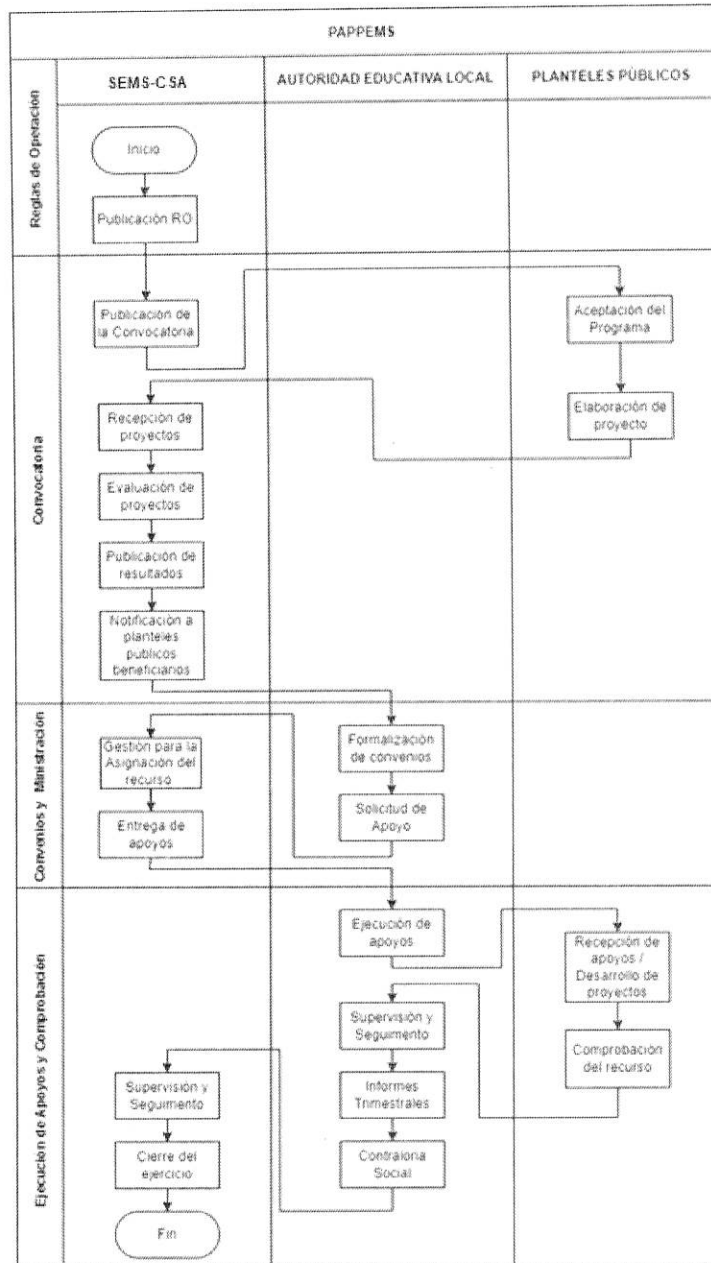 PAPPEMS
SEMS-CSA
AUTORIDAD EDUCATIVA LOCAL
PLANTELES PÚBLICOS
Reglas de Operación
Inicio
Publicación RO
Convocatoria
Publicación de
la Convocatoria
Aceptación del
Programa
Elaboración de
proyecto
Recepción de
proyectos
Evaluación de
proyectos
Publicación de
resultados
Notificación a
planteles
públicos
beneficiarios
Convenios y Ministración
Formalización
de convenios
Solicitud de
Apoyo
Gestión para la
Asignación del
recurso
Entrega de
apoyos
Ejecución de Apoyos y Comprobación
Ejecución de
apoyos
Recepción de
apoyos /
Desarrollo de
proyectos
Comprobación
del recurso
Supervisión y
Seguimento
Informes
Trimestrales
Contraloría
Social
Supervisión y
Seguimento
Cierre del
ejercicio
Fin